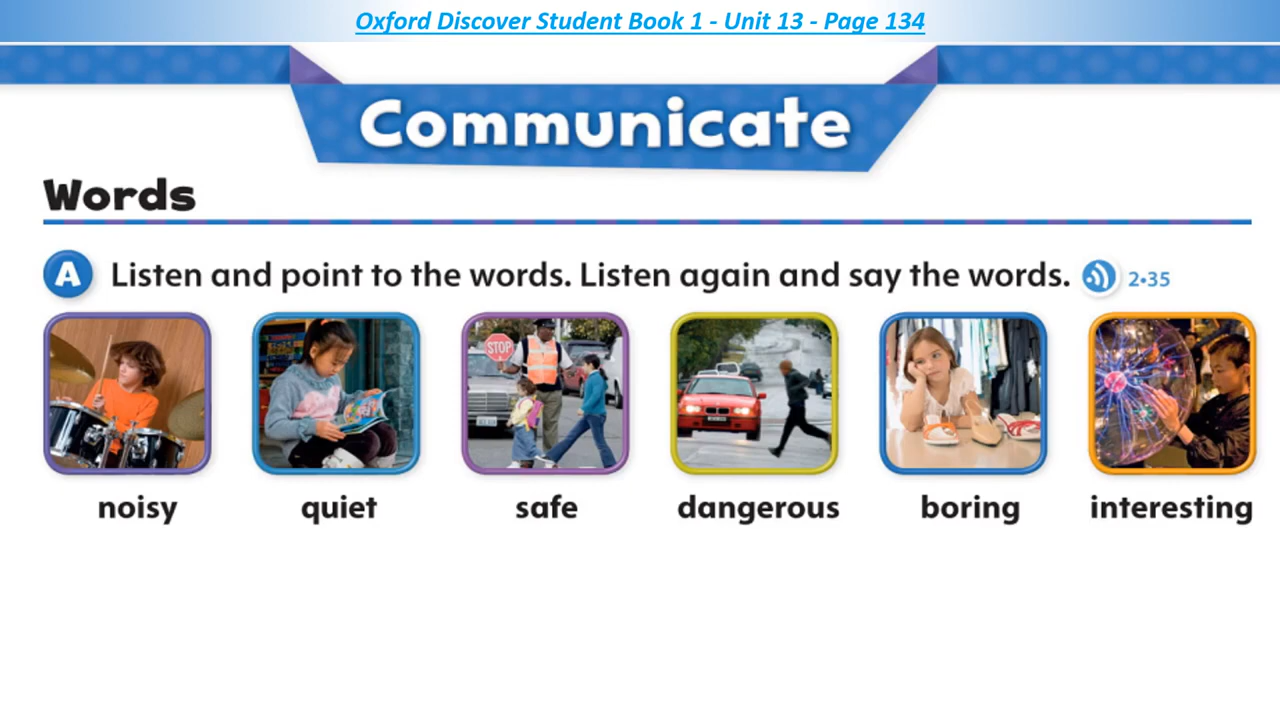 Oxford Discover Student Book 1 - Unit 13 - Page 134
Communicate
Words
A Listen and point to the words. Listen again and say the words. 2•35
STOP
noisy quiet safe dangerous boring interesting